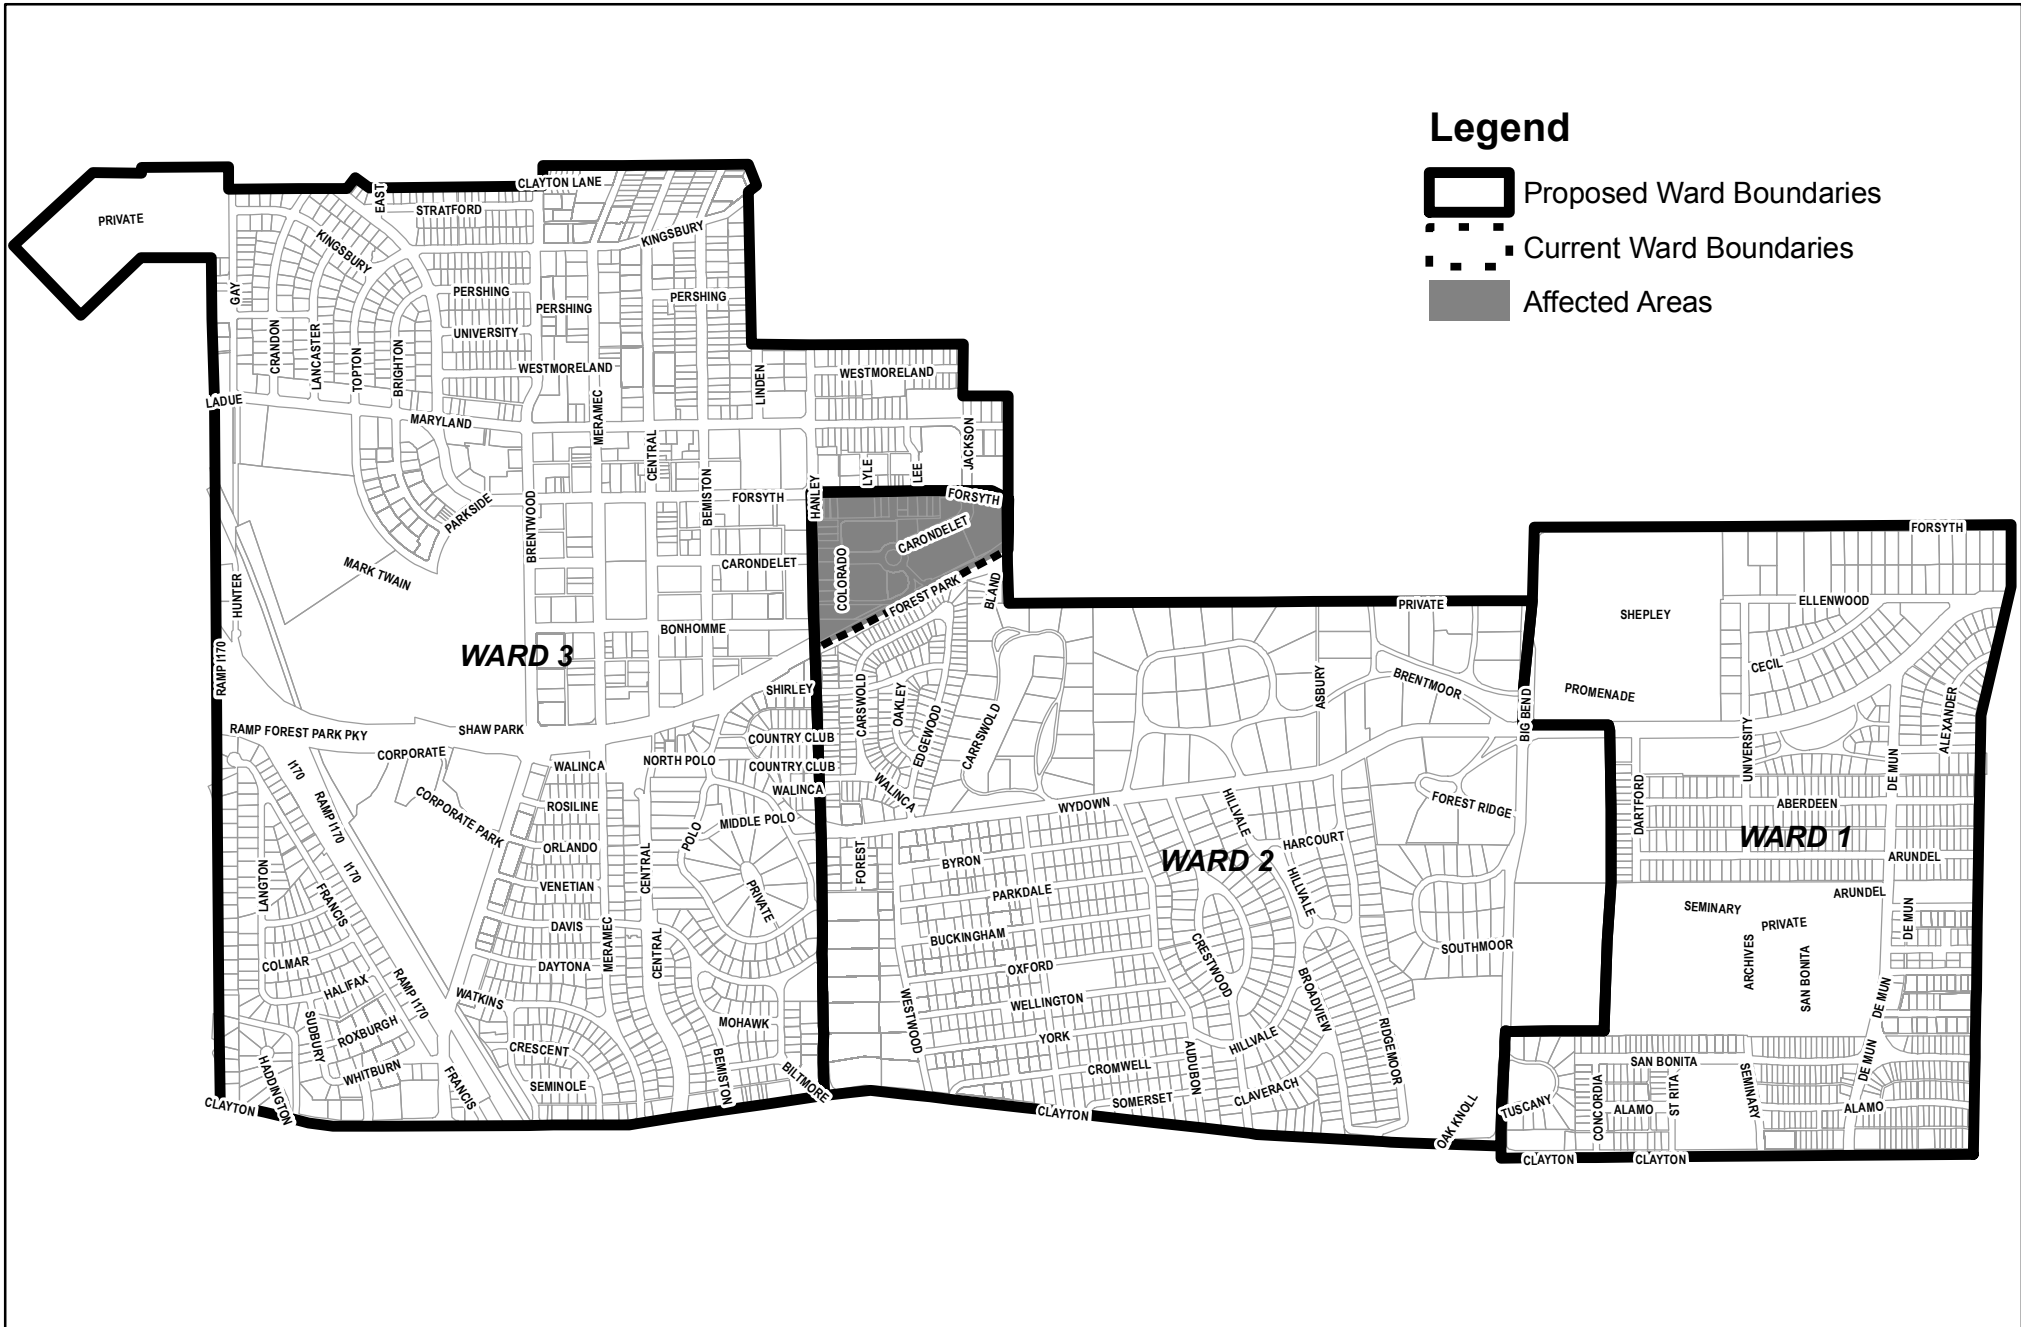 Legend
Proposed Ward Boundaries
Current Ward Boundaries
Affected Areas
PRIVATE
EAST
CLAYTON LANE
STRATFORD
KINGSBURY
KINGSBURY
GAY
PERSHING
PERSHING
PERSHING
UNIVERSITY
CRANDON
LANCASTER
TOPTON
BRIGHTON
WESTMORELAND
LINDEN
WESTMORELAND
LADUE
MARYLAND
MERAMEC
CENTRAL
JACKSON
LYLE
LEE
BEMISTON
HANLEY
FORSYTH
FORSYTH
PARKSIDE
BRENTWOOD
CARONDELET
CARONDELET
COLORADO
FORSYTH
MARK TWAIN
HUNTER
FOREST PARK
BLAND
PRIVATE
SHEPLEY
ELLENWOOD
BONHOMME
WARD 3
RAMP I170
SHIRLEY
CARSWOLD
OAKLEY
EDGEWOOD
CARRSWOLD
ASBURY
BRENTMOOR
BIG BEND
PROMENADE
CECIL
ALEXANDER
RAMP FOREST PARK PKY
SHAW PARK
CORPORATE
COUNTRY CLUB
COUNTRY CLUB
NORTH POLO
WALINCA
WALINCA
WALINCA
UNIVERSITY
DE MUN
I170
RAMP I170
I170
CORPORATE PARK
ROSILINE
MIDDLE POLO
POLO
WYDOWN
HILLVALE
FOREST RIDGE
DARTFORD
ABERDEEN
WARD 1
ORLANDO
CENTRAL
FOREST
BYRON
WARD 2
HARCOURT
ARUNDEL
VENETIAN
PRIVATE
PARKDALE
HILLVALE
ARUNDEL
LANGTON
FRANCIS
DAVIS
MERAMEC
CENTRAL
BUCKINGHAM
CRESTWOOD
SOUTHMOOR
SEMINARY
PRIVATE
DE MUN
COLMAR
HALIFAX
RAMP I170
DAYTONA
OXFORD
BROADVIEW
ARCHIVES
SAN BONITA
WATKINS
WELLINGTON
WESTWOOD
DE MUN
SUDBURY
ROXBURGH
MOHAWK
YORK
HILLVALE
RIDGEMOOR
CRESCENT
BEMISTON
AUDUBON
SAN BONITA
DE MUN
HADDINGTON
WHITBURN
FRANCIS
SEMINOLE
BILTMORE
CROMWELL
SOMERSET
CLAVERACH
CLAYTON
CLAYTON
OAK KNOLL
TUSCANY
CONCORDIA
ALAMO
ST RITA
SEMINARY
ALAMO
CLAYTON
CLAYTON